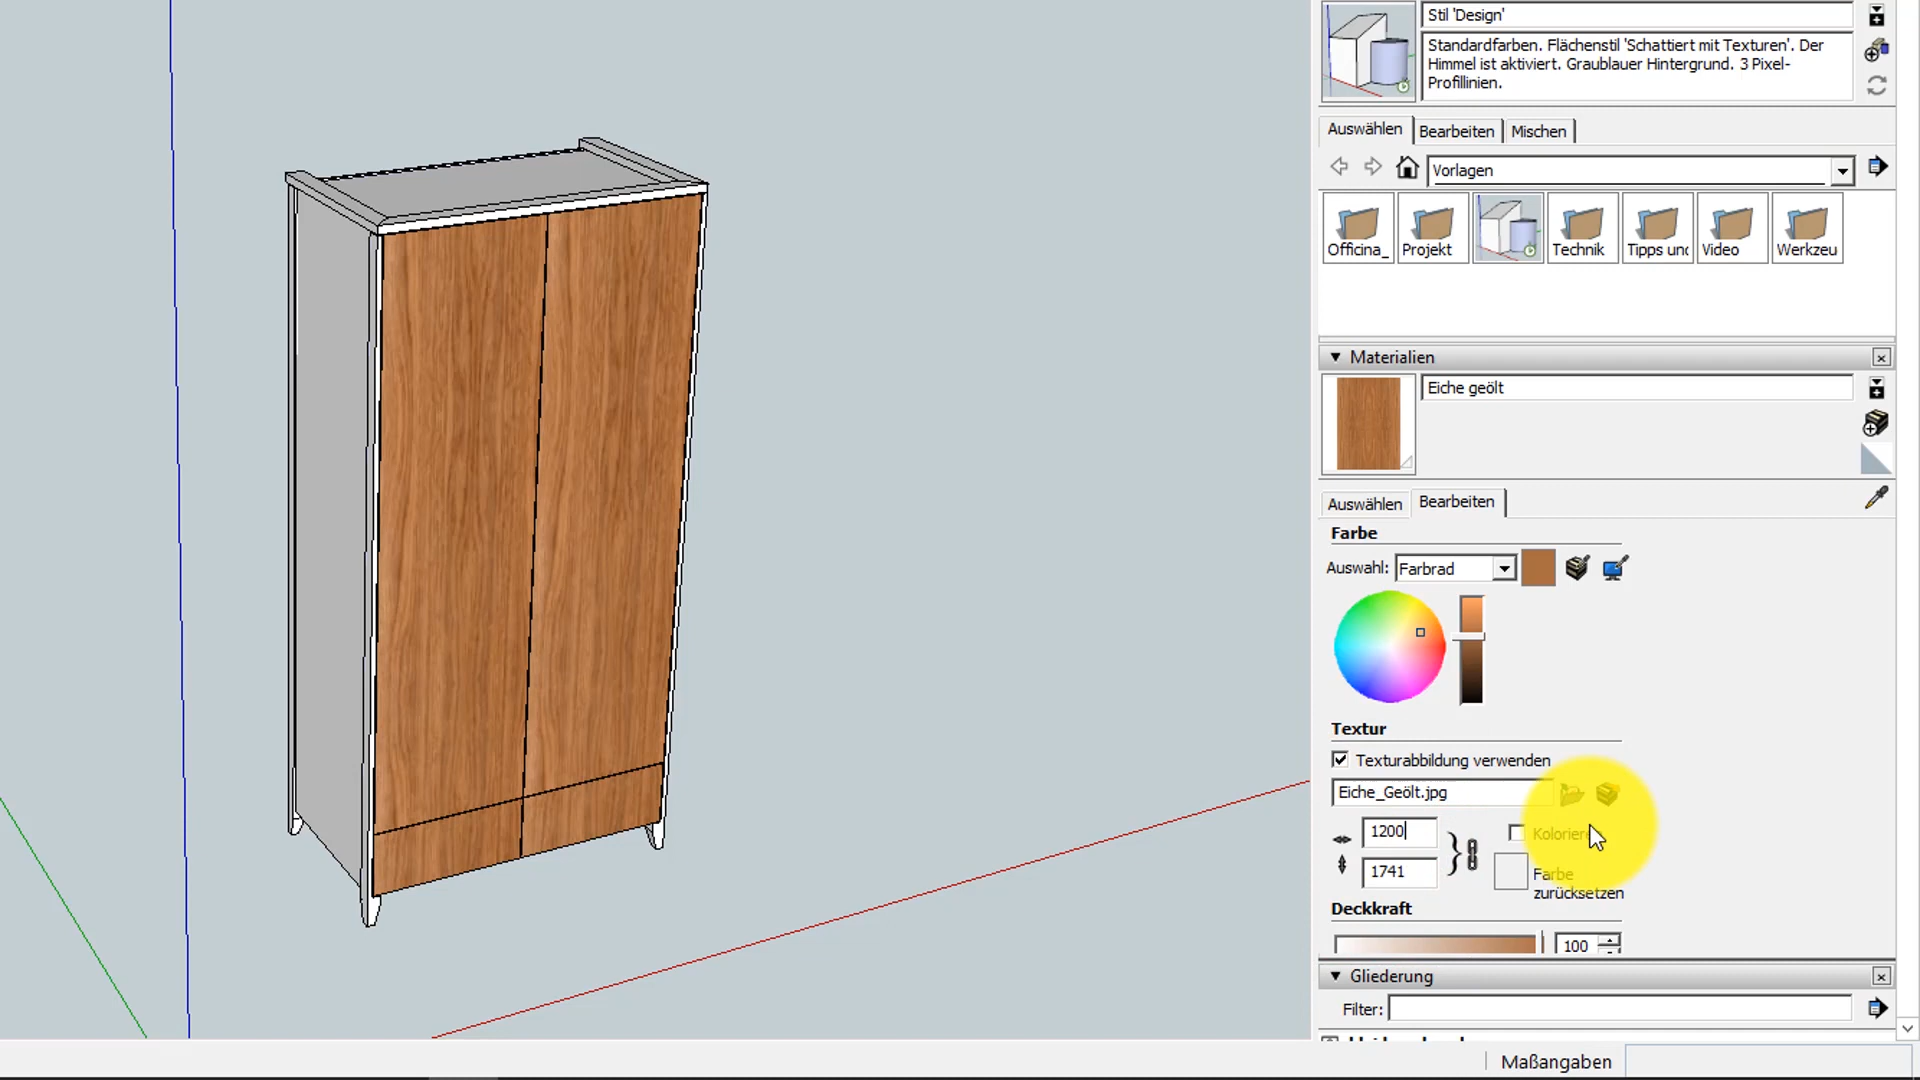 Stil 'Design'
Standardfarben. Flächenstil 'Schattiert mit Texturen'. Der
Himmel ist aktiviert. Graublauer Hintergrund. 3 Pixel-
Profillinien.
Auswählen Bearbeiten Mischen
Vorlagen
Officina_ Projekt Technik Tipps und Video Werkzeu
Materialien
Eiche geölt
Auswählen Bearbeiten
Farbe
Auswahl: Farbrad
Textur
Texturabbildung verwenden
Eiche_Geölt.jpg
1200 Koloriere
1741 Farbe
zurücksetzen
Deckkraft
100
Gliederung
Filter:
Maßangaben